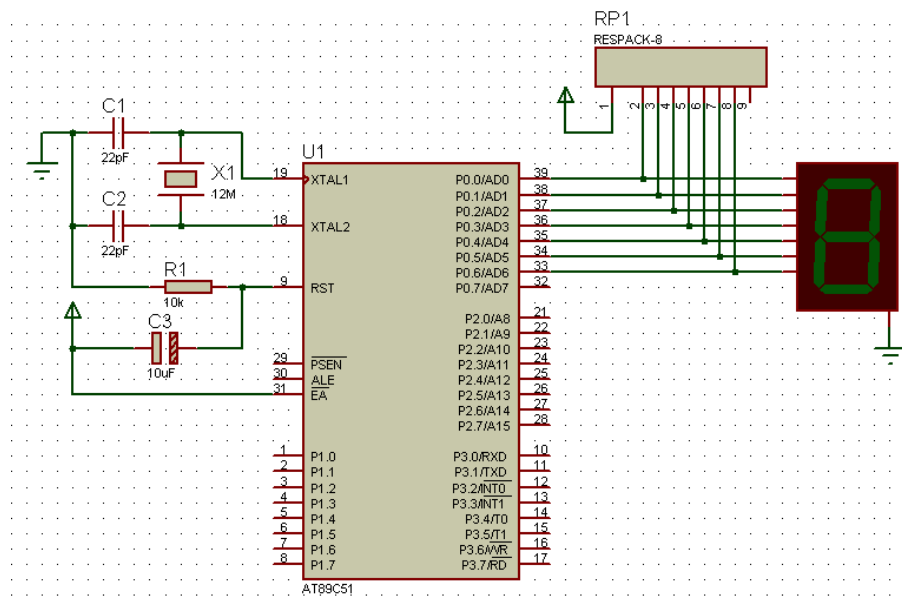 RP1
RESPACK-8
1
2
3
4
5
6
7
8
9
C1
22pF
X1
12M
C2
22pF
R1
10k
C3
10uF
U1
19 XTAL1 P0.0/AD0 39
P0.1/AD1 38
P0.2/AD2 37
18 XTAL2 P0.3/AD3 36
P0.4/AD4 35
P0.5/AD5 34
P0.6/AD6 33
9 RST P0.7/AD7 32
P2.0/A8 21
P2.1/A9 22
P2.2/A10 23
29 PSEN P2.3/A11 24
30 ALE P2.4/A12 25
31 EA P2.5/A13 26
P2.6/A14 27
P2.7/A15 28
1 P1.0 P3.0/RXD 10
2 P1.1 P3.1/TXD 11
3 P1.2 P3.2/INT0 12
4 P1.3 P3.3/INT1 13
5 P1.4 P3.4/T0 14
6 P1.5 P3.5/T1 15
7 P1.6 P3.6/WR 16
8 P1.7 P3.7/RD 17
AT89C51